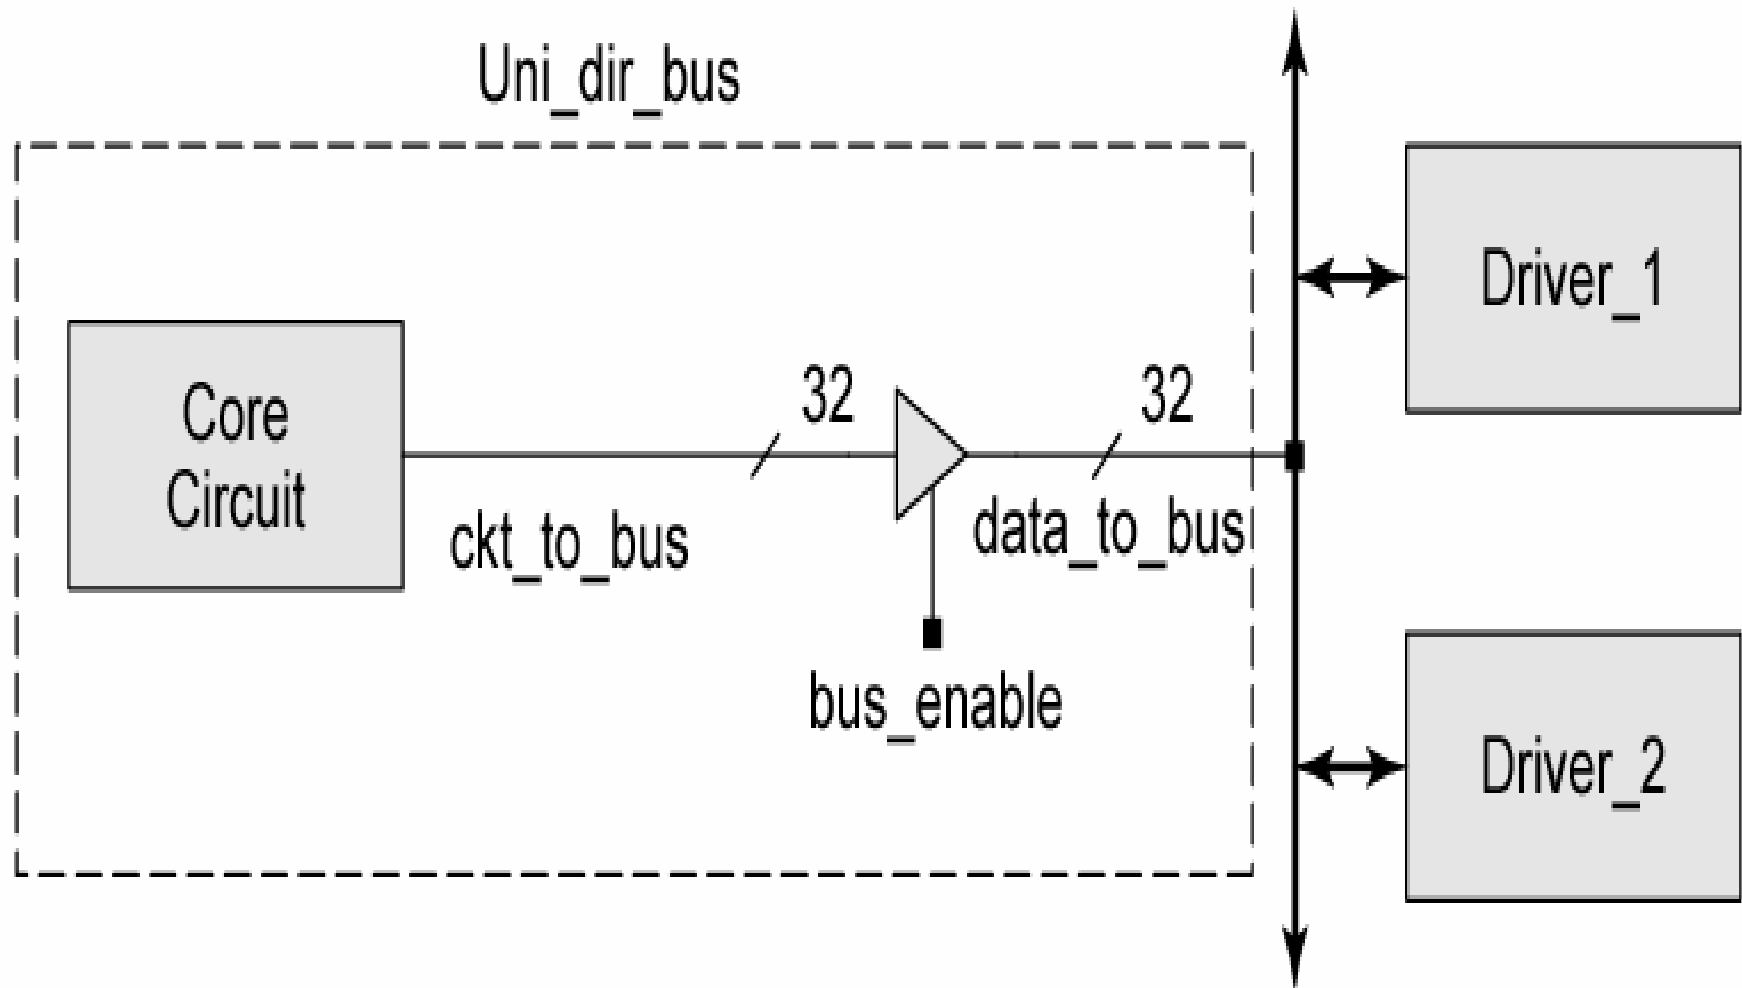 Uni_dir_bus
Driver_1
Core
Circuit
32
32
ckt_to_bus
data_to_bus
bus_enable
Driver_2